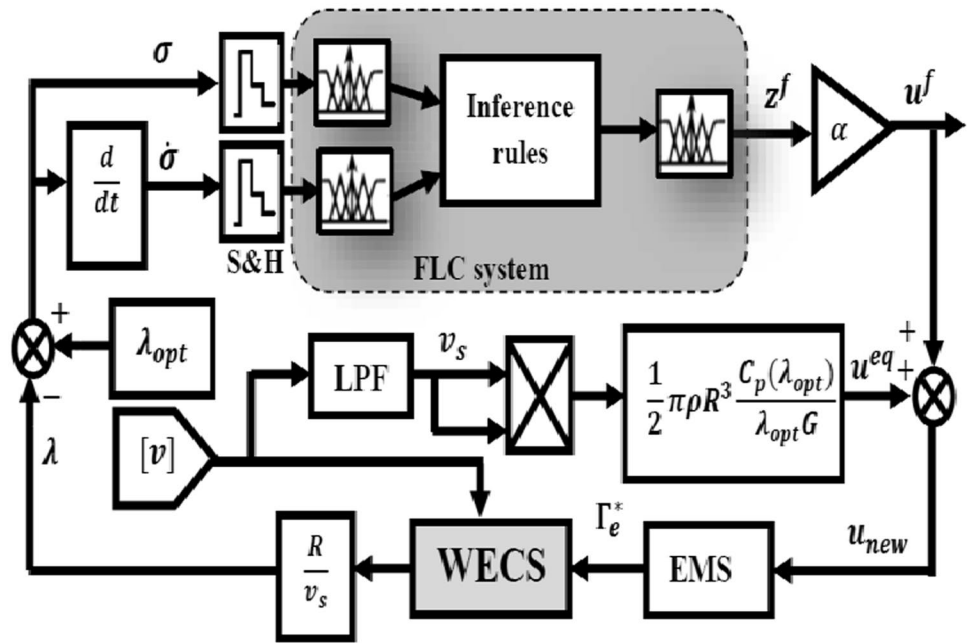 σ
d/dt
σ̇
S&H
Inference
rules
FLC system
z^f
α
u^f
+
λ_opt
−
λ
[v]
LPF
v_s
1/2 πρR^3 C_p(λ_opt)/λ_opt G
u^eq
+
+
R/v_s
WECS
Γ_e^*
EMS
u_new